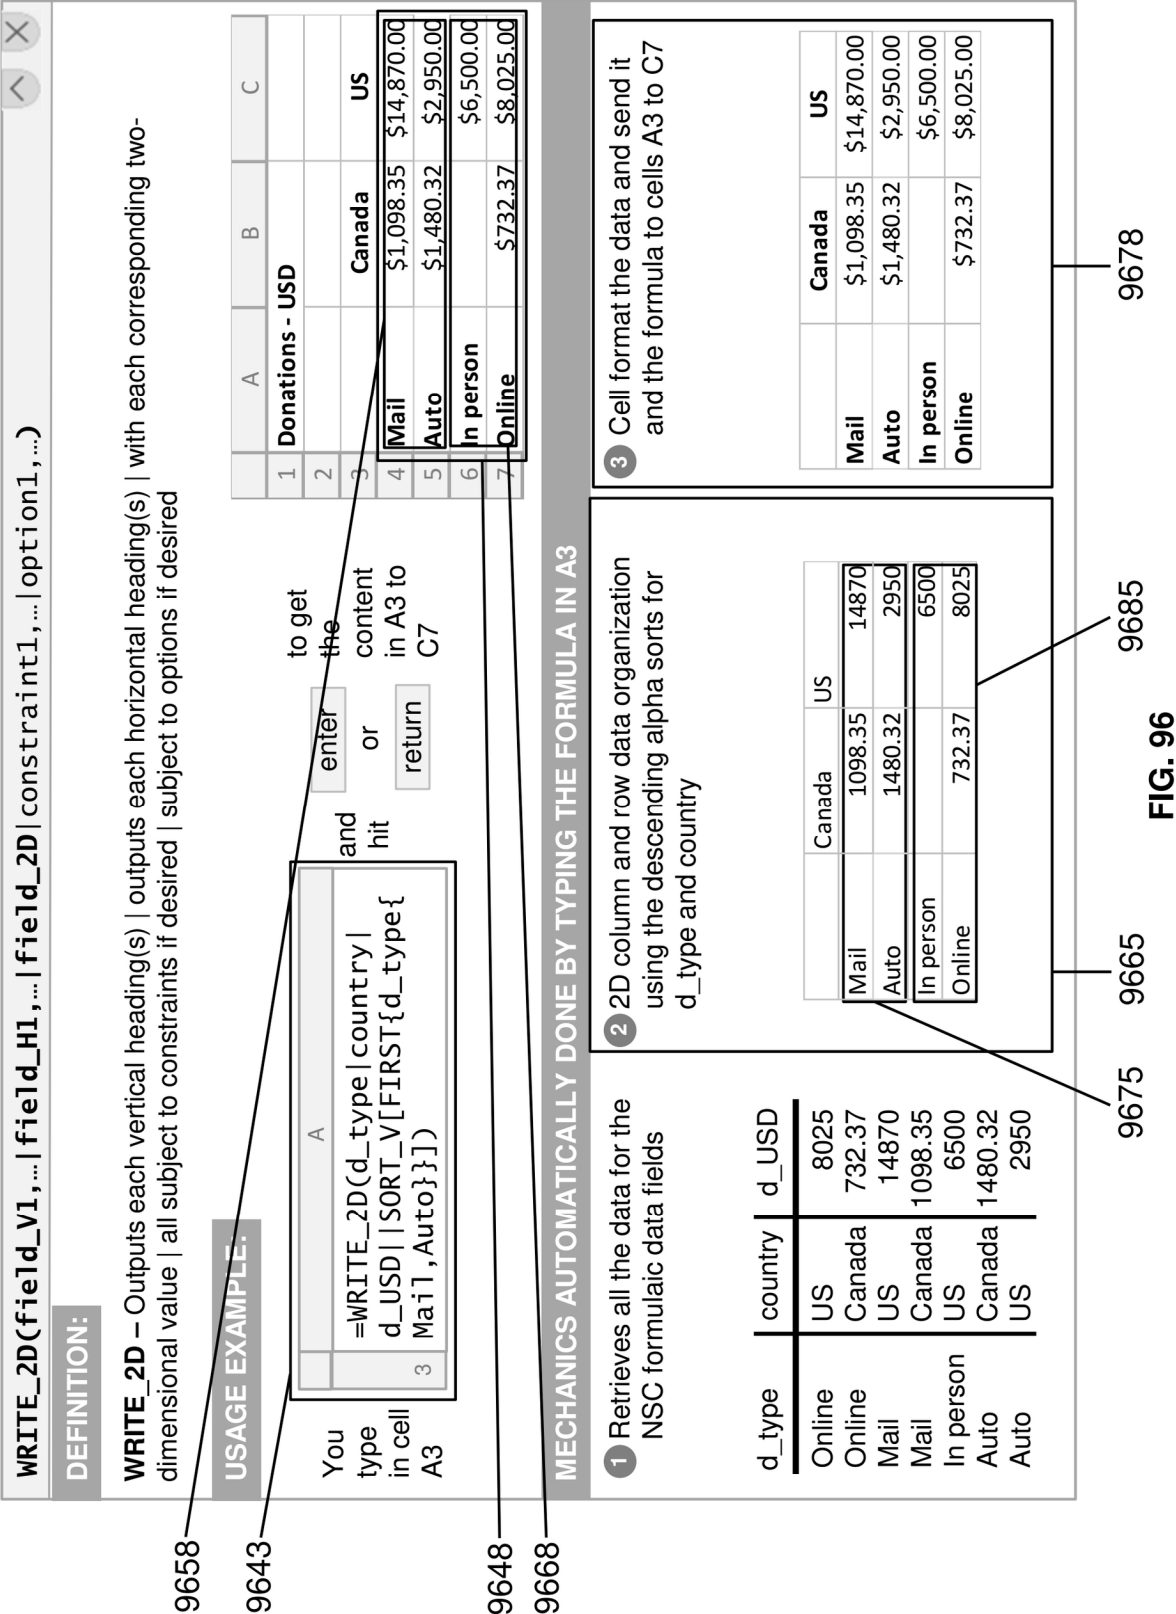 WRITE_2D(field_V1,…|field_H1,…|field_2D|constraint1,…|option1,…)
DEFINITION:
WRITE_2D – Outputs each vertical heading(s) | outputs each horizontal heading(s) | with each corresponding two-
dimensional value | all subject to constraints if desired | subject to options if desired
USAGE EXAMPLE:
You
type
in cell
A3
A
3
=WRITE_2D(d_type|country|
d_USD||SORT_V[FIRST{d_type{
Mail,Auto}}])
and
hit
enter
or
return
to get
the
content
in A3 to
C7
A B C
1 Donations - USD
2
3 Canada US
4 Mail $1,098.35 $14,870.00
5 Auto $1,480.32 $2,950.00
6 In person $6,500.00
7 Online $732.37 $8,025.00
MECHANICS AUTOMATICALLY DONE BY TYPING THE FORMULA IN A3
1 Retrieves all the data for the
NSC formulaic data fields
d_type country d_USD
Online US 8025
Online Canada 732.37
Mail US 14870
Mail Canada 1098.35
In person US 6500
Auto Canada 1480.32
Auto US 2950
2 2D column and row data organization
using the descending alpha sorts for
d_type and country
Canada US
Mail 1098.35 14870
Auto 1480.32 2950
In person 6500
Online 732.37 8025
3 Cell format the data and send it
and the formula to cells A3 to C7
Canada US
Mail $1,098.35 $14,870.00
Auto $1,480.32 $2,950.00
In person $6,500.00
Online $732.37 $8,025.00
9658
9643
9648
9668
9675
9665
9685
9678
FIG. 96